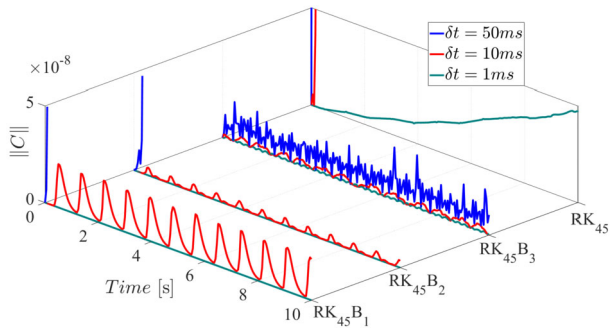 δt = 50ms
δt = 10ms
δt = 1ms
×10⁻⁸
5
‖C‖
0
0
2
4
6
8
10
Time [s]
RK₄₅B₁
RK₄₅B₂
RK₄₅B₃
RK₄₅